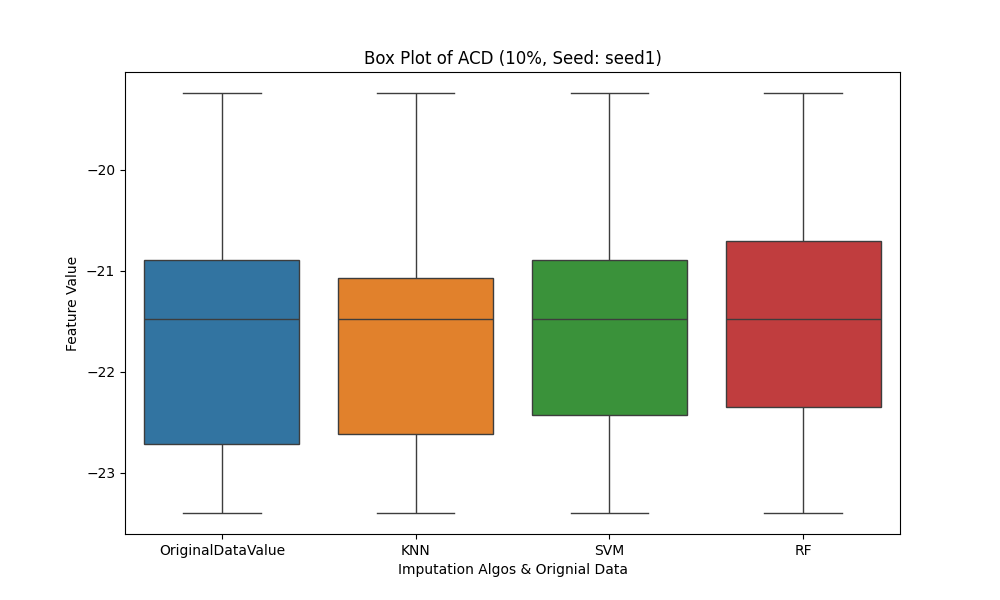 Box Plot of ACD (10%, Seed: seed1)
−20
−21
−22
−23
Feature Value
OriginalDataValue KNN SVM RF
Imputation Algos & Orignial Data